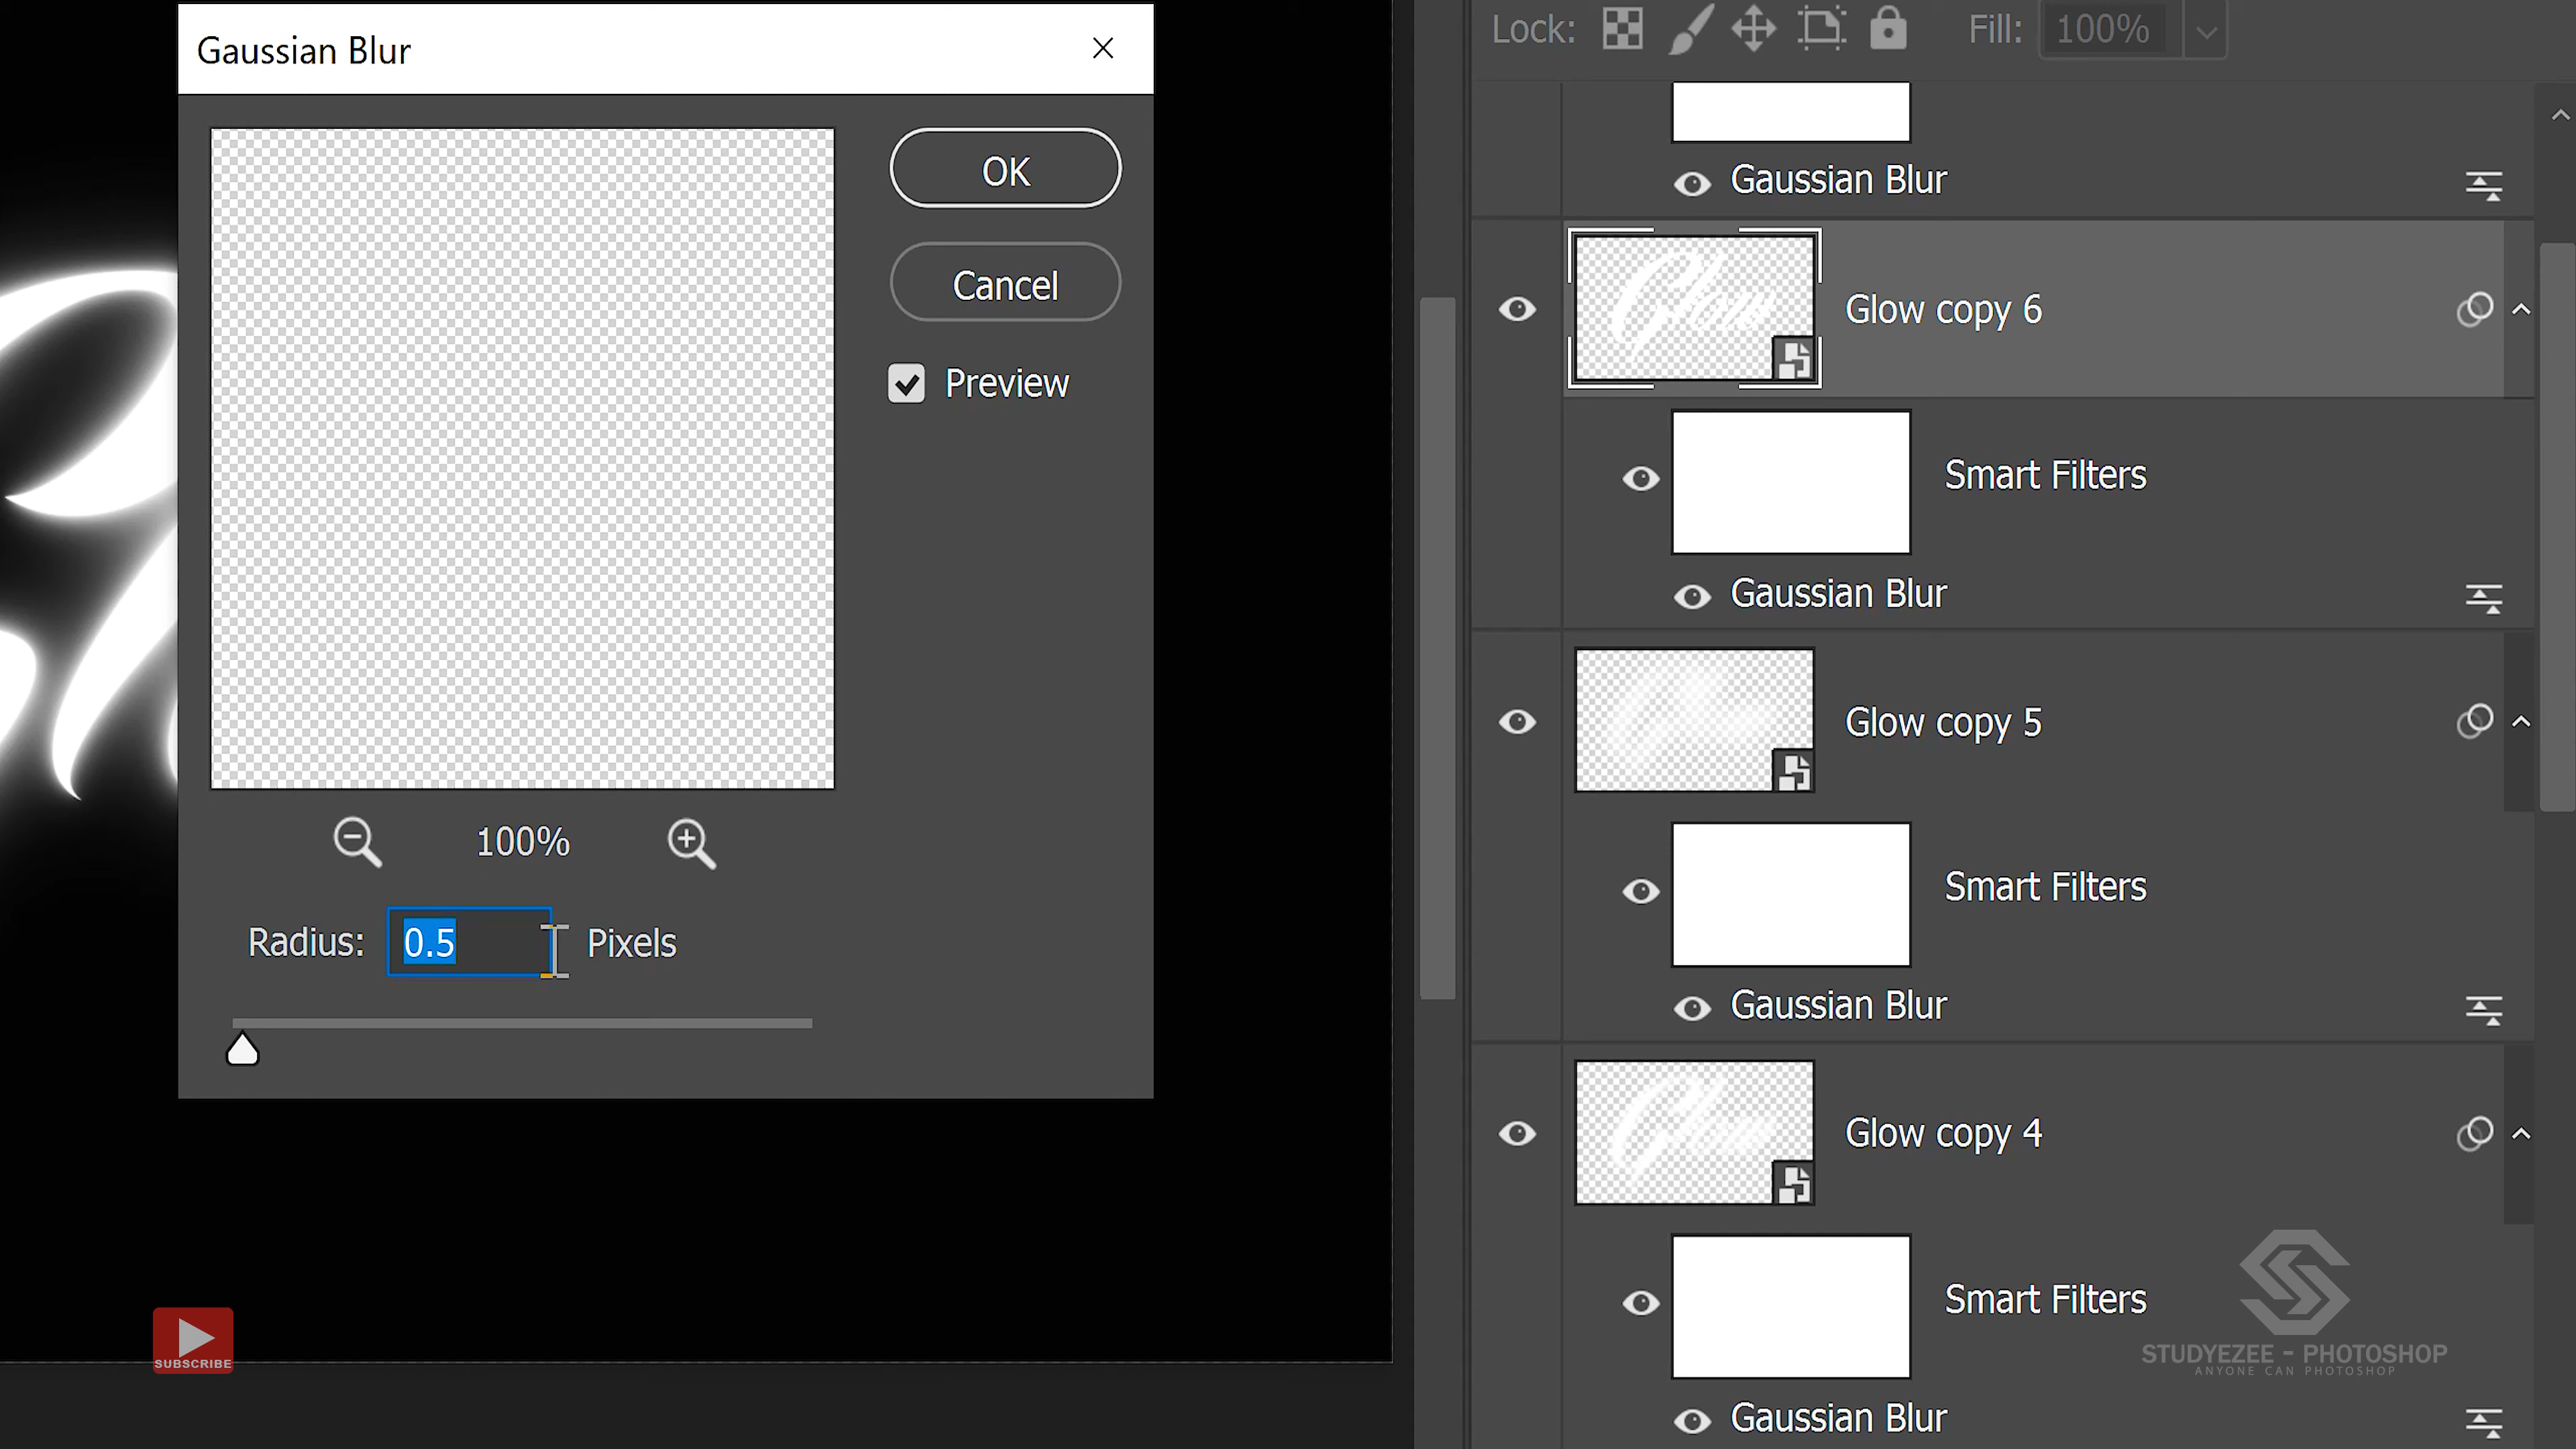 Gaussian Blur
OK
Cancel
Preview
100%
Radius: 0.5 Pixels
Lock:
Fill: 100%
Gaussian Blur
Glow copy 6
Smart Filters
Gaussian Blur
Glow copy 5
Smart Filters
Gaussian Blur
Glow copy 4
Smart Filters
Gaussian Blur
SUBSCRIBE
STUDYEZEE - PHOTOSHOP
ANYONE CAN PHOTOSHOP